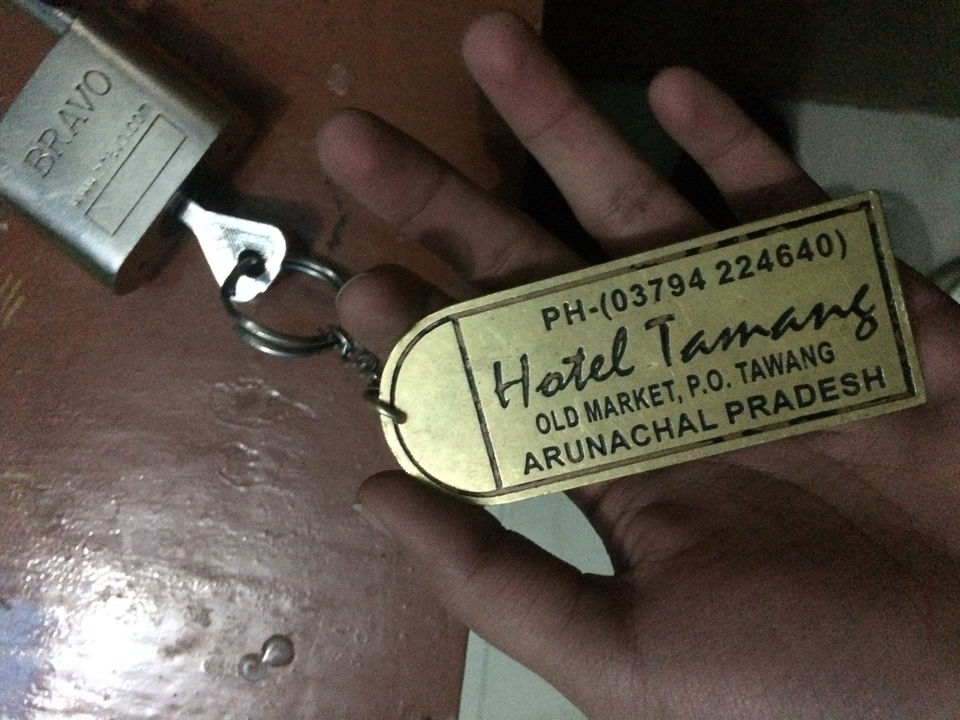 BRAVO
PH-(03794 224640)
Hotel Tamang
OLD MARKET, P.O. TAWANG
ARUNACHAL PRADESH